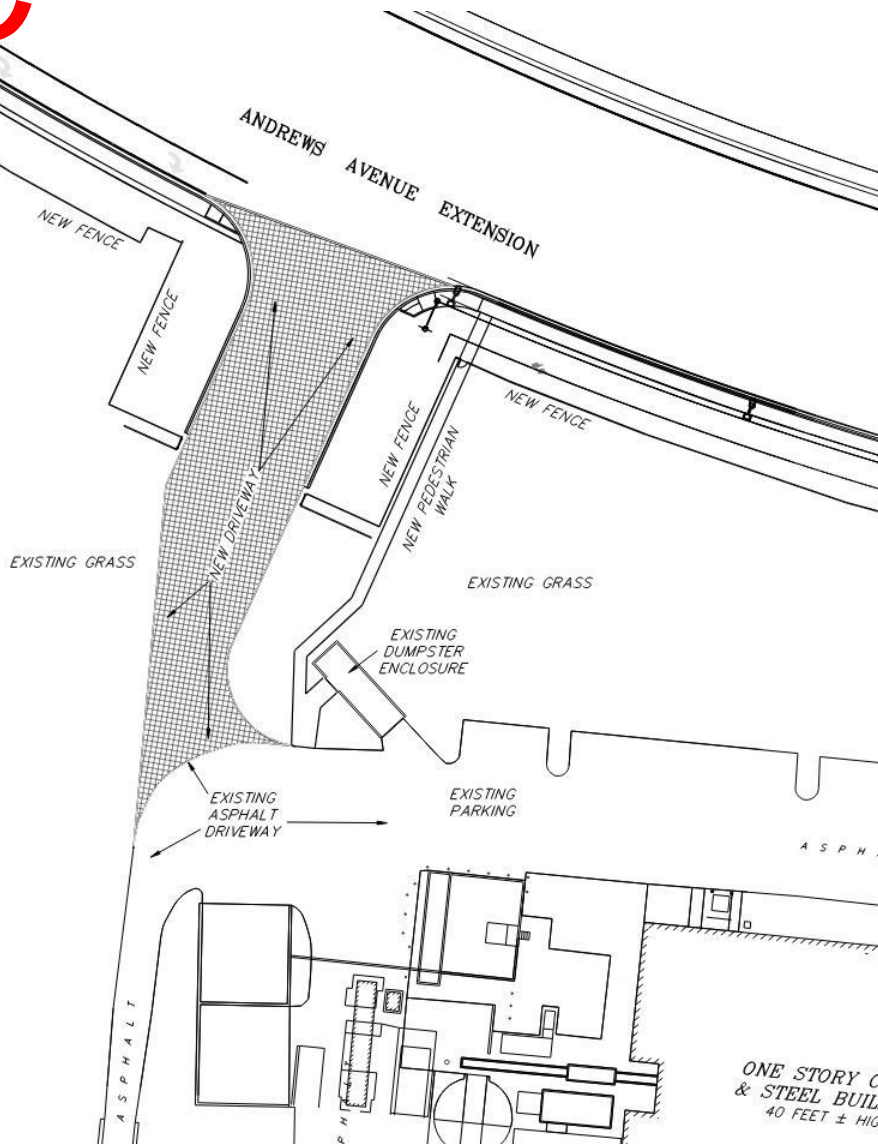 ANDREWS AVENUE EXTENSION
NEW FENCE
NEW FENCE
NEW FENCE
NEW FENCE
NEW PEDESTRIAN
WALK
NEW DRIVEWAY
EXISTING GRASS
EXISTING GRASS
EXISTING
DUMPSTER
ENCLOSURE
EXISTING
ASPHALT
DRIVEWAY
EXISTING
PARKING
ASPH
ASPHALT
ONE STORY
& STEEL BUIL
40 FEET ± HIG